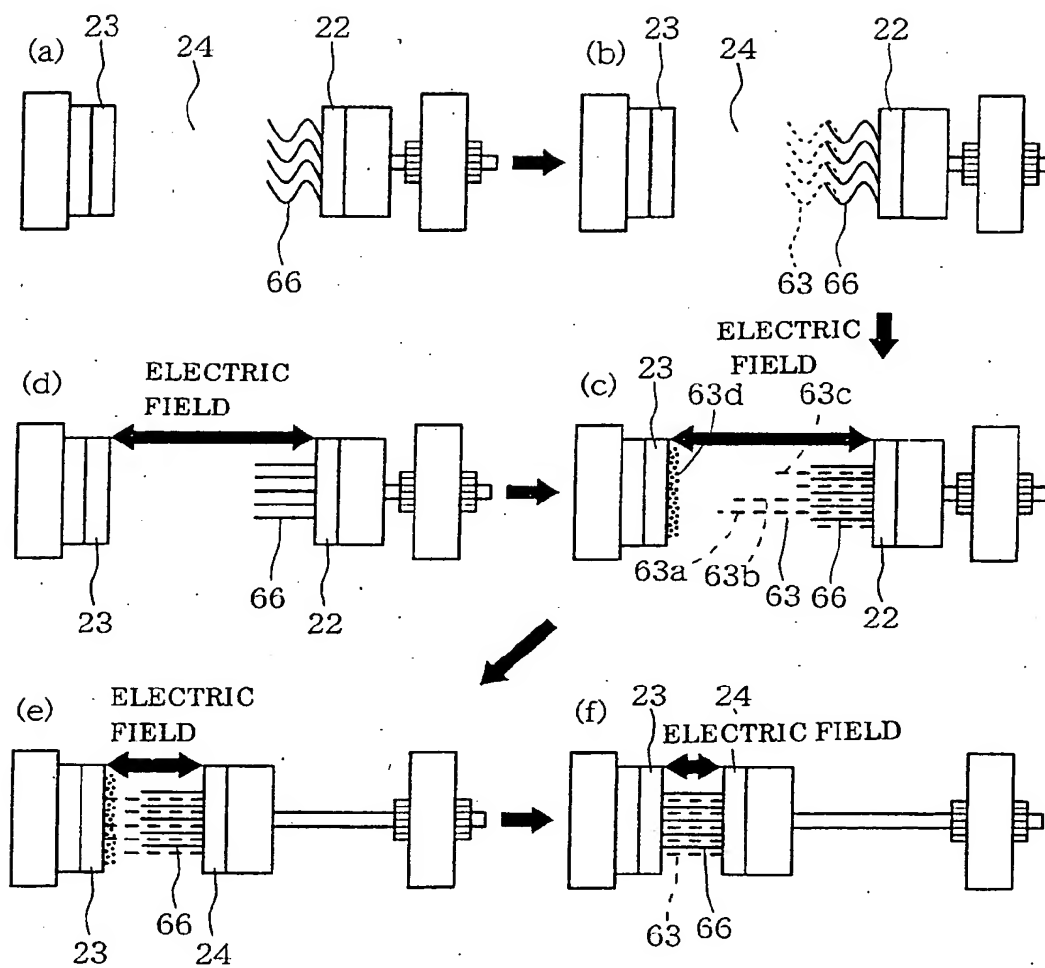 (a)
23
24
22
66
(b)
23
24
22
63
66
(d)
ELECTRIC
FIELD
23
66
22
(c)
ELECTRIC
FIELD
23
63d
63c
63a
63b
63
66
22
(e)
ELECTRIC
FIELD
23
66
24
(f)
23
24
ELECTRIC FIELD
63
66